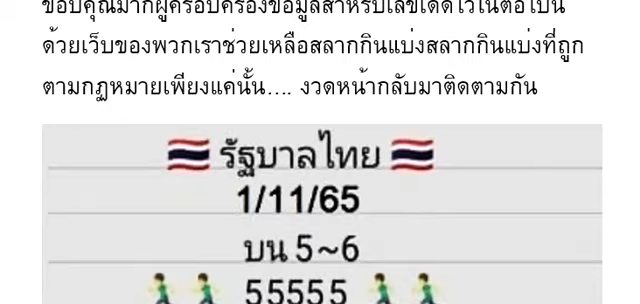 ขอบคุณมากผู้ครอบครองข้อมูลสำหรับเลขเด็ดไว้ในต่อไปนี้
ด้วยเว็บของพวกเราช่วยเหลือสลากกินแบ่งสลากกินแบ่งที่ถูก
ตามกฏหมายเพียงแค่นั้น.... งวดหน้ากลับมาติดตามกัน
รัฐบาลไทย
1/11/65
บน 5~6
55555